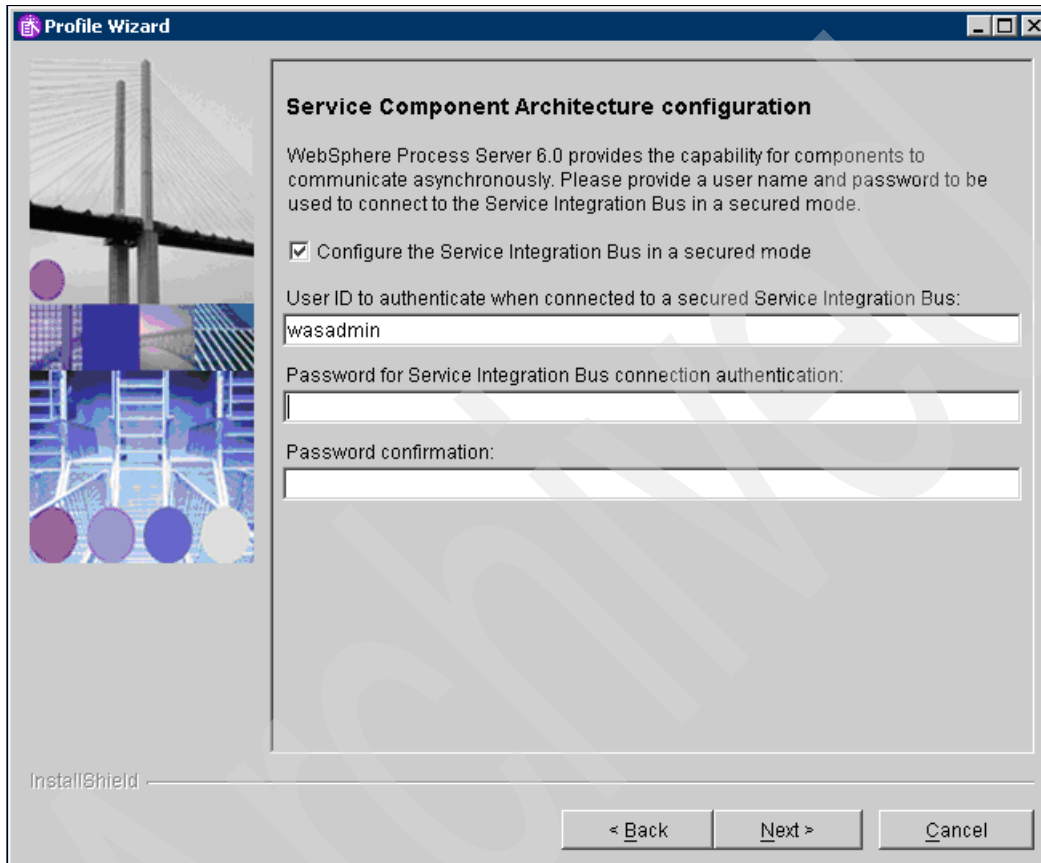 Profile Wizard
Service Component Architecture configuration
WebSphere Process Server 6.0 provides the capability for components to
communicate asynchronously. Please provide a user name and password to be
used to connect to the Service Integration Bus in a secured mode.
Configure the Service Integration Bus in a secured mode
User ID to authenticate when connected to a secured Service Integration Bus:
wasadmin
Password for Service Integration Bus connection authentication:
Password confirmation:
InstallShield
< Back
Next >
Cancel
Archived